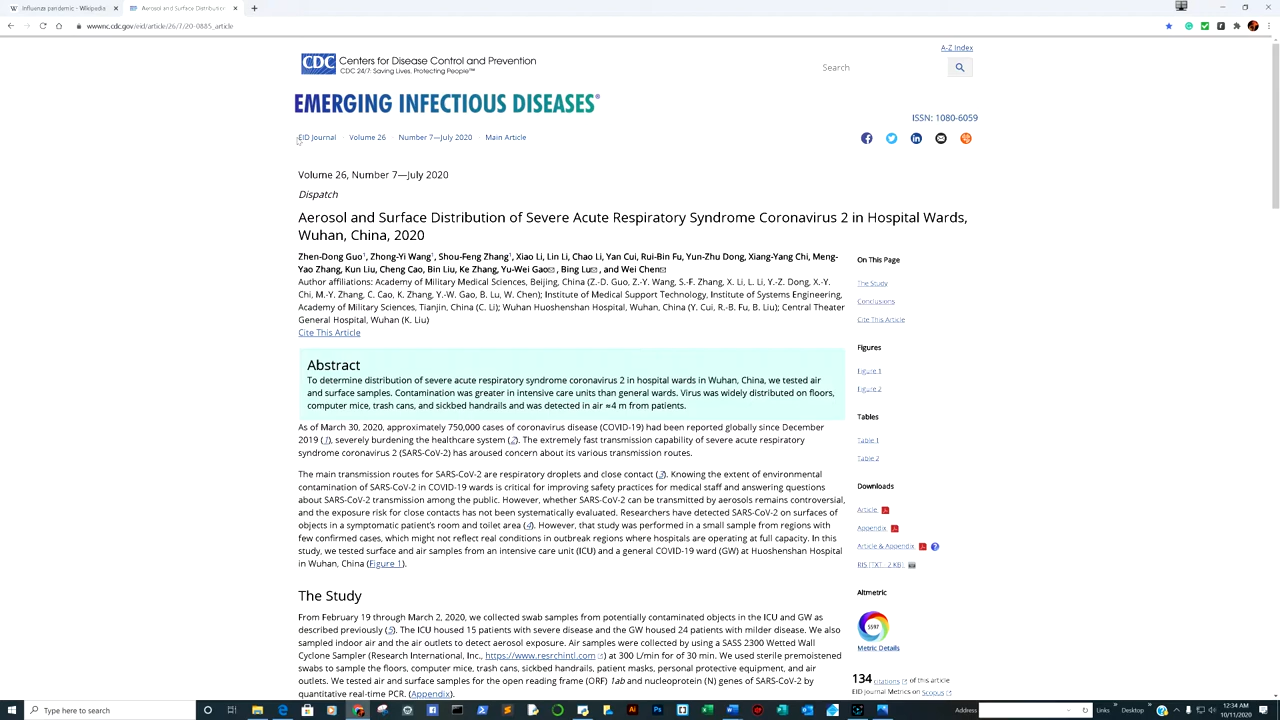 Influenza pandemic - Wikipedia
Aerosol and Surface Distribution
wwwnc.cdc.gov/eid/article/26/7/20-0885_article
A-Z Index
CDC Centers for Disease Control and Prevention
CDC 24/7: Saving Lives. Protecting People™
Search
EMERGING INFECTIOUS DISEASES®
ISSN: 1080-6059
EID Journal
Volume 26
Number 7—July 2020
Main Article
Volume 26, Number 7—July 2020
Dispatch
Aerosol and Surface Distribution of Severe Acute Respiratory Syndrome Coronavirus 2 in Hospital Wards,
Wuhan, China, 2020
Zhen-Dong Guo1, Zhong-Yi Wang1, Shou-Feng Zhang1, Xiao Li, Lin Li, Chao Li, Yan Cui, Rui-Bin Fu, Yun-Zhu Dong, Xiang-Yang Chi, Meng-
Yao Zhang, Kun Liu, Cheng Cao, Bin Liu, Ke Zhang, Yu-Wei Gao, Bing Lu, and Wei Chen
Author affiliations: Academy of Military Medical Sciences, Beijing, China (Z.-D. Guo, Z.-Y. Wang, S.-F. Zhang, X. Li, L. Li, Y.-Z. Dong, X.-Y.
Chi, M.-Y. Zhang, C. Cao, K. Zhang, Y.-W. Gao, B. Lu, W. Chen); Institute of Medical Support Technology, Institute of Systems Engineering,
Academy of Military Sciences, Tianjin, China (C. Li); Wuhan Huoshenshan Hospital, Wuhan, China (Y. Cui, R.-B. Fu, B. Liu); Central Theater
General Hospital, Wuhan (K. Liu)
Cite This Article
Abstract
To determine distribution of severe acute respiratory syndrome coronavirus 2 in hospital wards in Wuhan, China, we tested air
and surface samples. Contamination was greater in intensive care units than general wards. Virus was widely distributed on floors,
computer mice, trash cans, and sickbed handrails and was detected in air ≈4 m from patients.
As of March 30, 2020, approximately 750,000 cases of coronavirus disease (COVID-19) had been reported globally since December
2019 (1), severely burdening the healthcare system (2). The extremely fast transmission capability of severe acute respiratory
syndrome coronavirus 2 (SARS-CoV-2) has aroused concern about its various transmission routes.
The main transmission routes for SARS-CoV-2 are respiratory droplets and close contact (3). Knowing the extent of environmental
contamination of SARS-CoV-2 in COVID-19 wards is critical for improving safety practices for medical staff and answering questions
about SARS-CoV-2 transmission among the public. However, whether SARS-CoV-2 can be transmitted by aerosols remains controversial,
and the exposure risk for close contacts has not been systematically evaluated. Researchers have detected SARS-CoV-2 on surfaces of
objects in a symptomatic patient's room and toilet area (4). However, that study was performed in a small sample from regions with
few confirmed cases, which might not reflect real conditions in outbreak regions where hospitals are operating at full capacity. In this
study, we tested surface and air samples from an intensive care unit (ICU) and a general COVID-19 ward (GW) at Huoshenshan Hospital
in Wuhan, China (Figure 1).
The Study
From February 19 through March 2, 2020, we collected swab samples from potentially contaminated objects in the ICU and GW as
described previously (5). The ICU housed 15 patients with severe disease and the GW housed 24 patients with milder disease. We also
sampled indoor air and the air outlets to detect aerosol exposure. Air samples were collected by using a SASS 2300 Wetted Wall
Cyclone Sampler (Research International, Inc., https://www.resrchintl.com) at 300 L/min for of 30 min. We used sterile premoistened
swabs to sample the floors, computer mice, trash cans, sickbed handrails, patient masks, personal protective equipment, and air
outlets. We tested air and surface samples for the open reading frame (ORF) 1ab and nucleoprotein (N) genes of SARS-CoV-2 by
quantitative real-time PCR. (Appendix).
On This Page
The Study
Conclusions
Cite This Article
Figures
Figure 1
Figure 2
Tables
Table 1
Table 2
Downloads
Article
Appendix
Article & Appendix
RIS [TXT - 2 KB]
Altmetric
5597
Metric Details
134 citations of this article
EID Journal Metrics on Scopus
Type here to search
Address
Links
Desktop
12:34 AM
10/11/2020